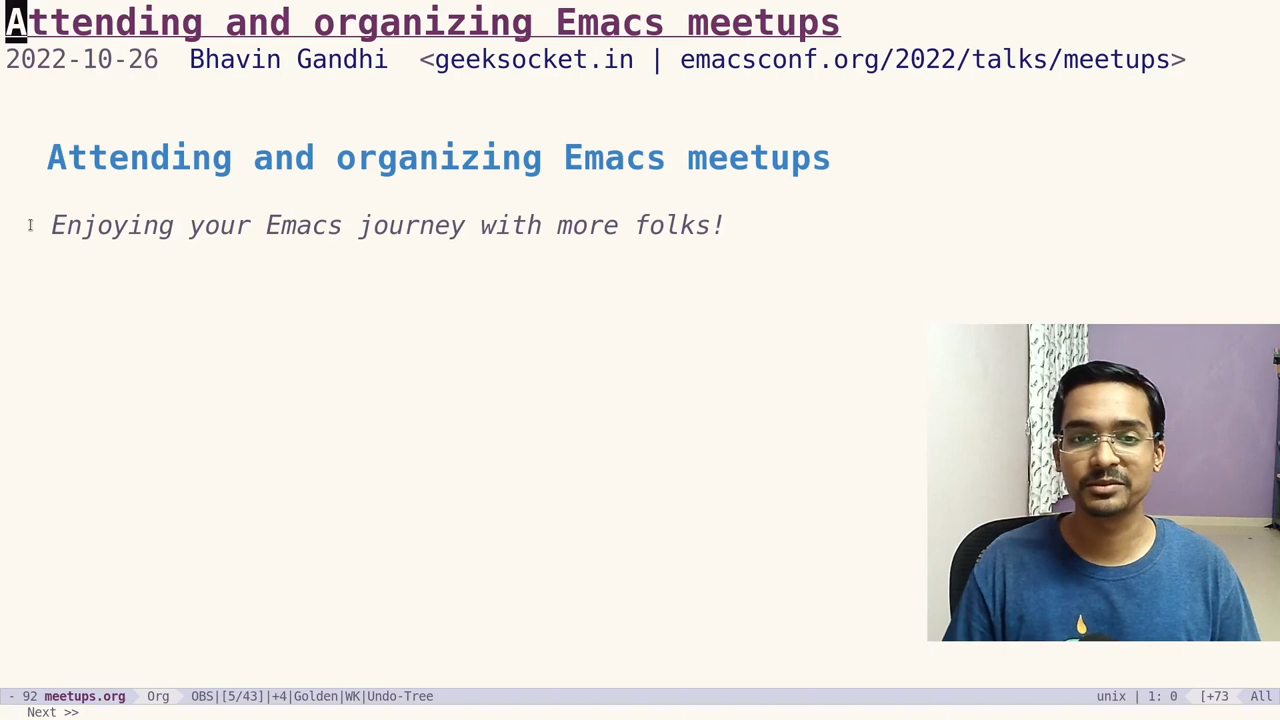 Attending and organizing Emacs meetups
2022-10-26  Bhavin Gandhi  <geeksocket.in | emacsconf.org/2022/talks/meetups>
Attending and organizing Emacs meetups
Enjoying your Emacs journey with more folks!
- 92 meetups.org  Org  OBS|[5/43]|+4|Golden|WK|Undo-Tree  unix | 1: 0  [+73  All
Next >>